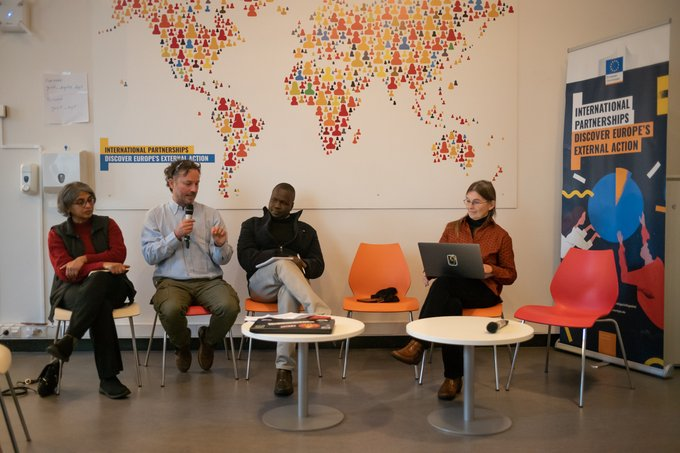 INTERNATIONAL PARTNERSHIPS
DISCOVER EUROPE'S EXTERNAL ACTION
INTERNATIONAL
PARTNERSHIPS
DISCOVER EUROPE'S
EXTERNAL ACTION